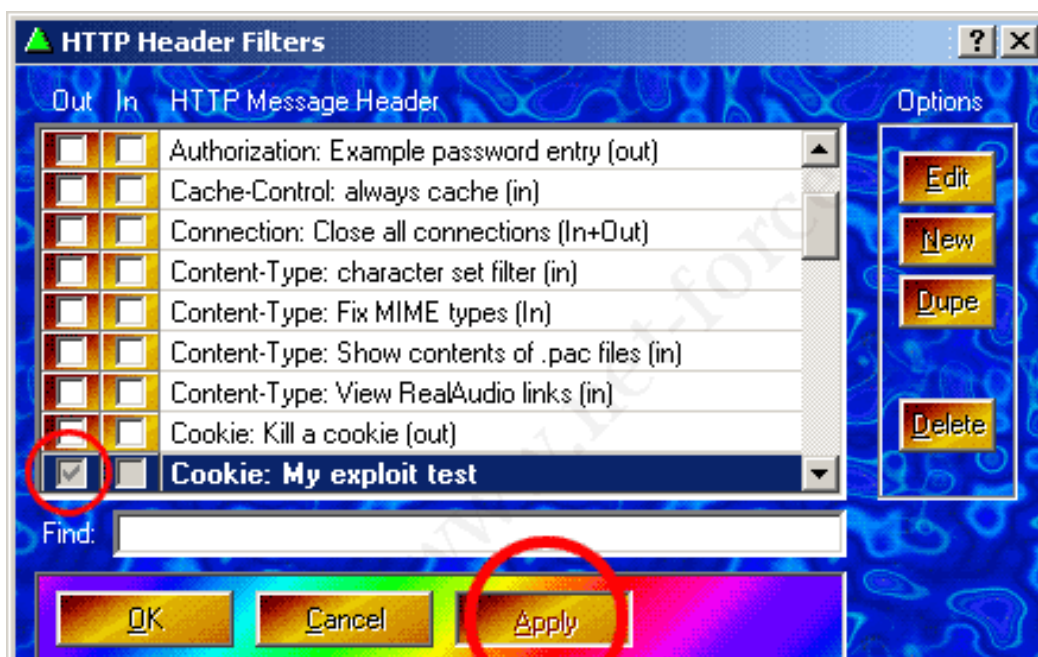 HTTP Header Filters
Out In HTTP Message Header Options
Authorization: Example password entry (out)
Cache-Control: always cache (in)
Connection: Close all connections (In+Out)
Content-Type: character set filter (in)
Content-Type: Fix MIME types (In)
Content-Type: Show contents of .pac files (in)
Content-Type: View RealAudio links (in)
Cookie: Kill a cookie (out)
Cookie: My exploit test
Edit
New
Dupe
Delete
Find:
OK Cancel Apply
www.net-force